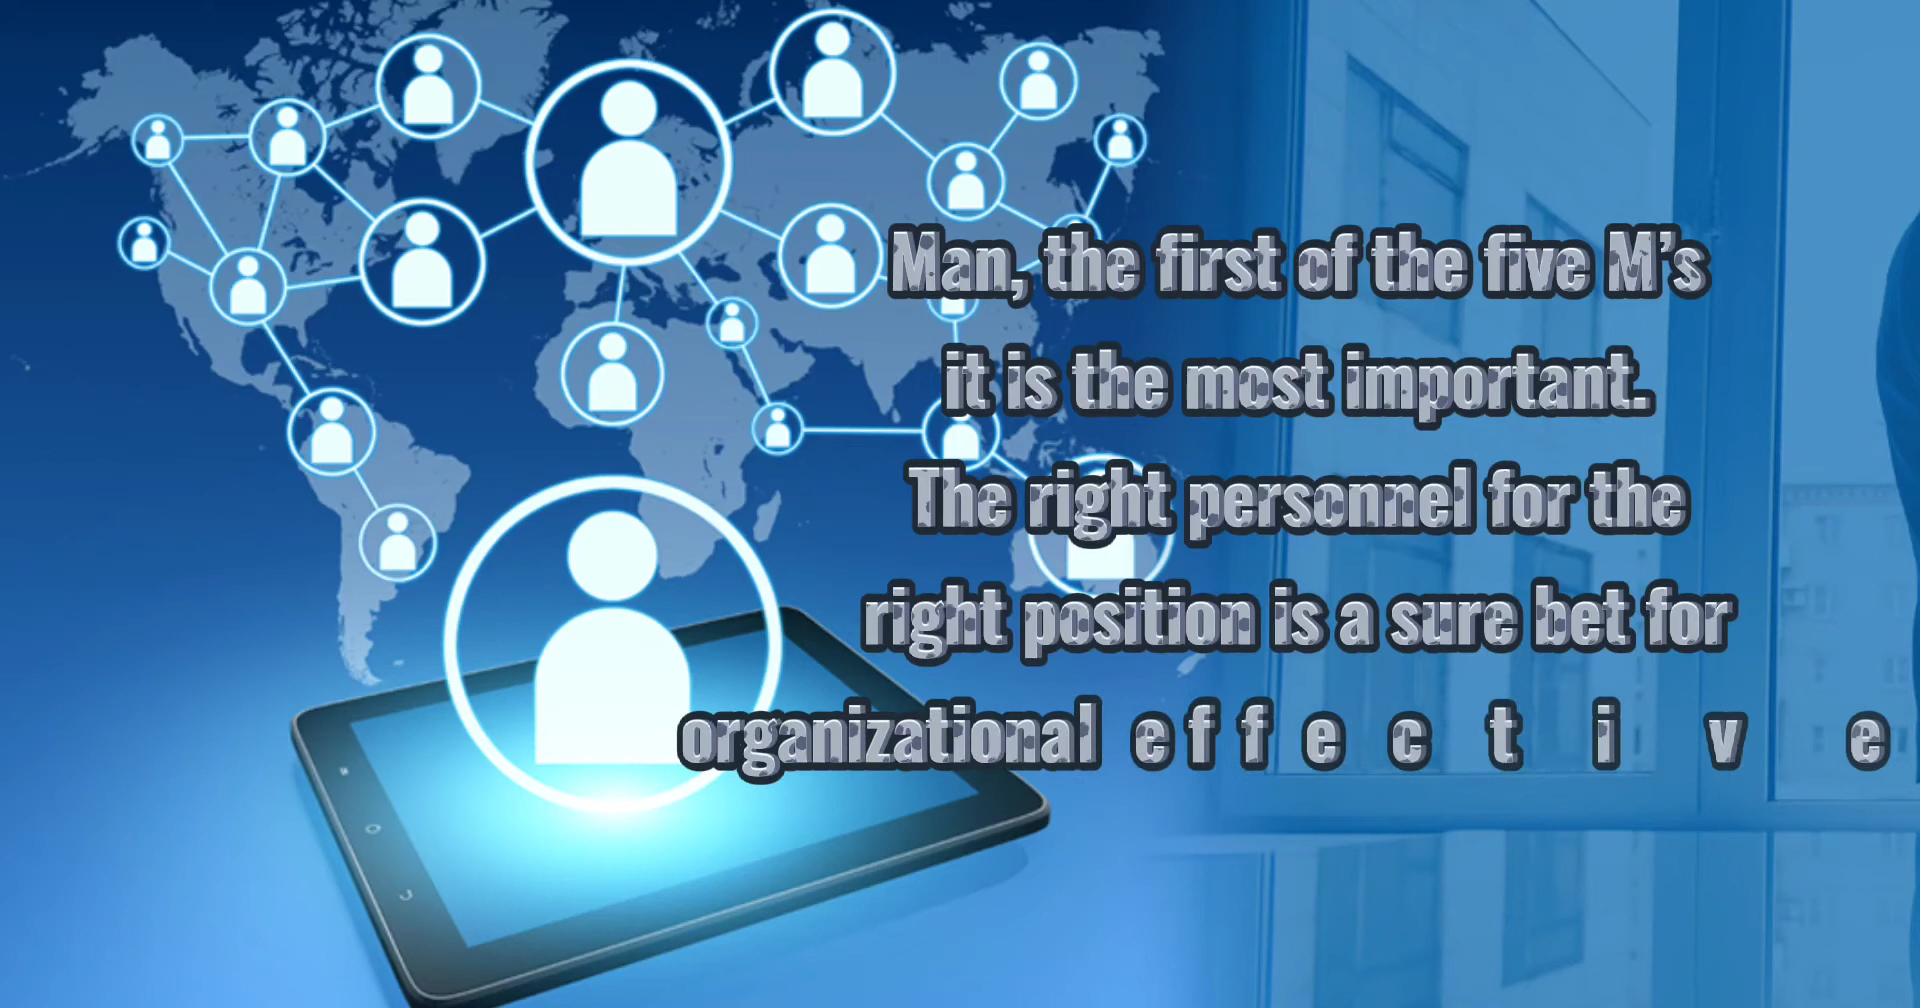 Man, the first of the five M’s
it is the most important.
The right personnel for the
right position is a sure bet for
organizational effective